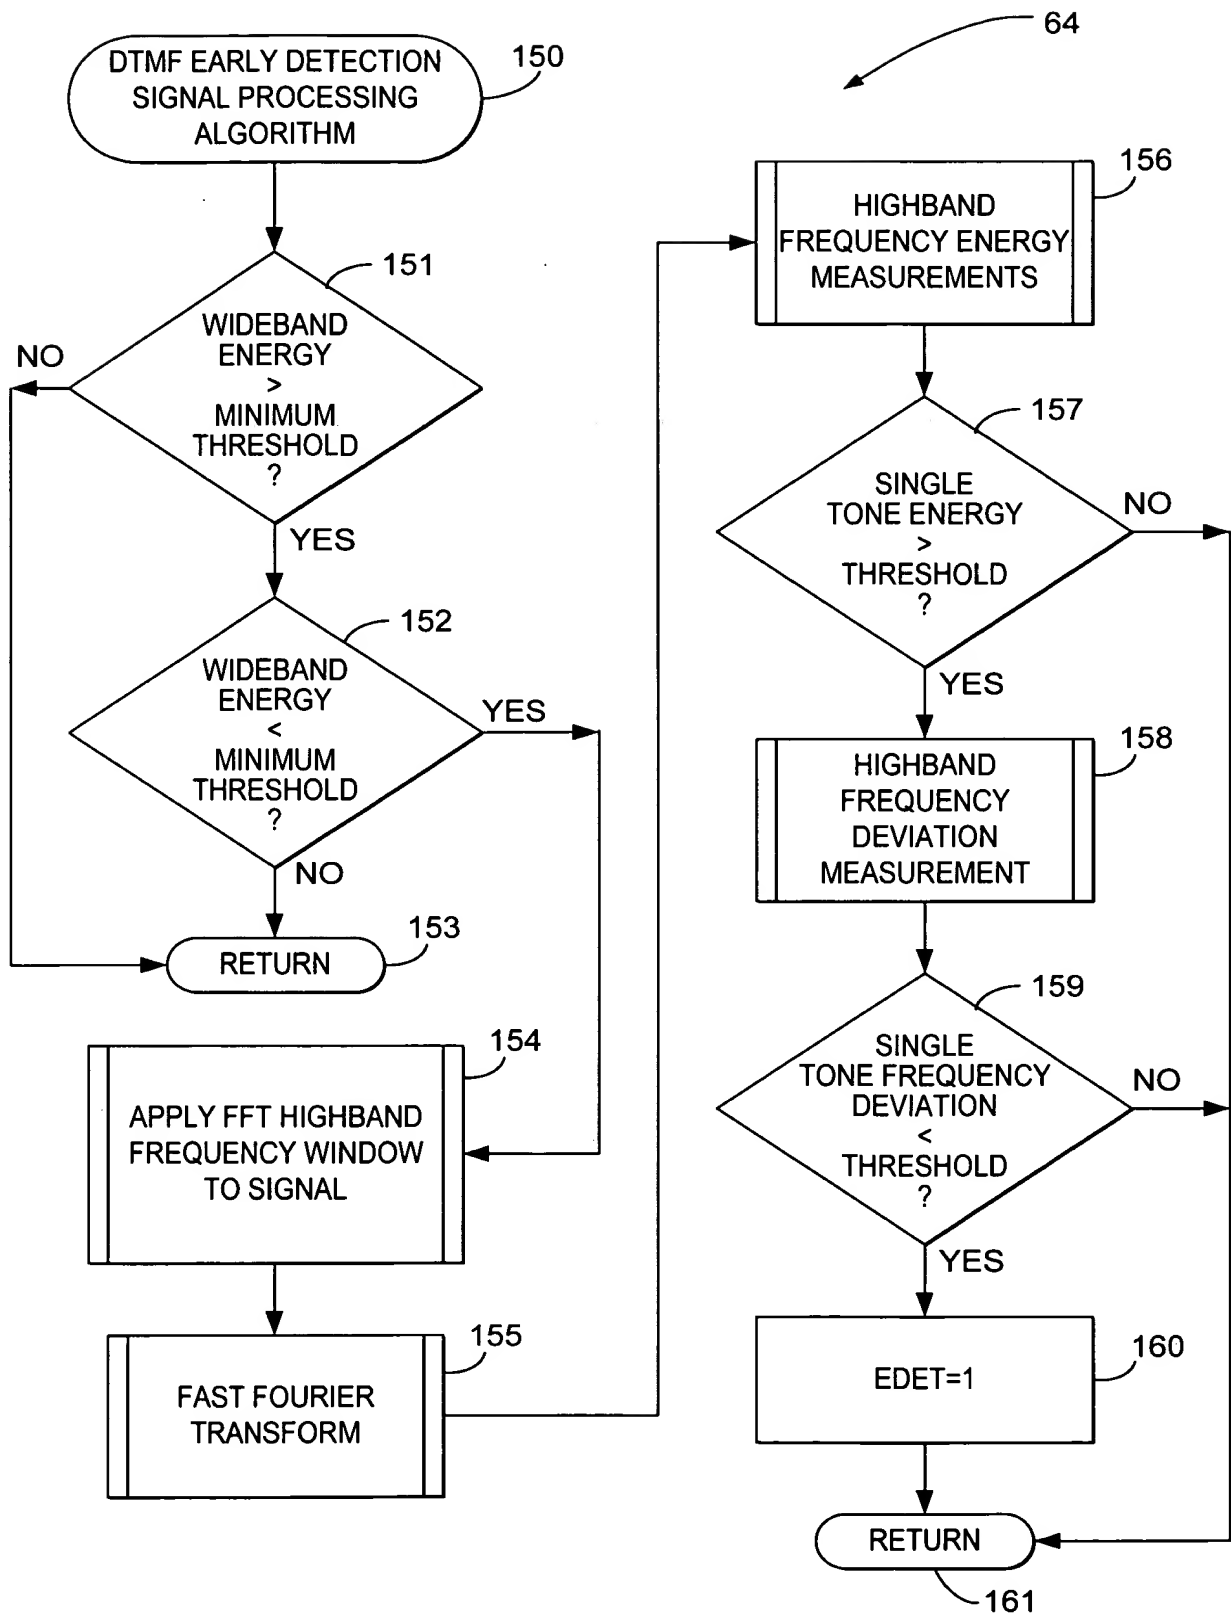 DTMF EARLY DETECTION
SIGNAL PROCESSING
ALGORITHM
150
151
WIDEBAND
ENERGY
>
MINIMUM
THRESHOLD
?
NO
YES
152
WIDEBAND
ENERGY
<
MINIMUM
THRESHOLD
?
YES
NO
RETURN
153
154
APPLY FFT HIGHBAND
FREQUENCY WINDOW
TO SIGNAL
155
FAST FOURIER
TRANSFORM
64
156
HIGHBAND
FREQUENCY ENERGY
MEASUREMENTS
157
SINGLE
TONE ENERGY
>
THRESHOLD
?
NO
YES
158
HIGHBAND
FREQUENCY
DEVIATION
MEASUREMENT
159
SINGLE
TONE FREQUENCY
DEVIATION
<
THRESHOLD
?
NO
YES
160
EDET=1
RETURN
161